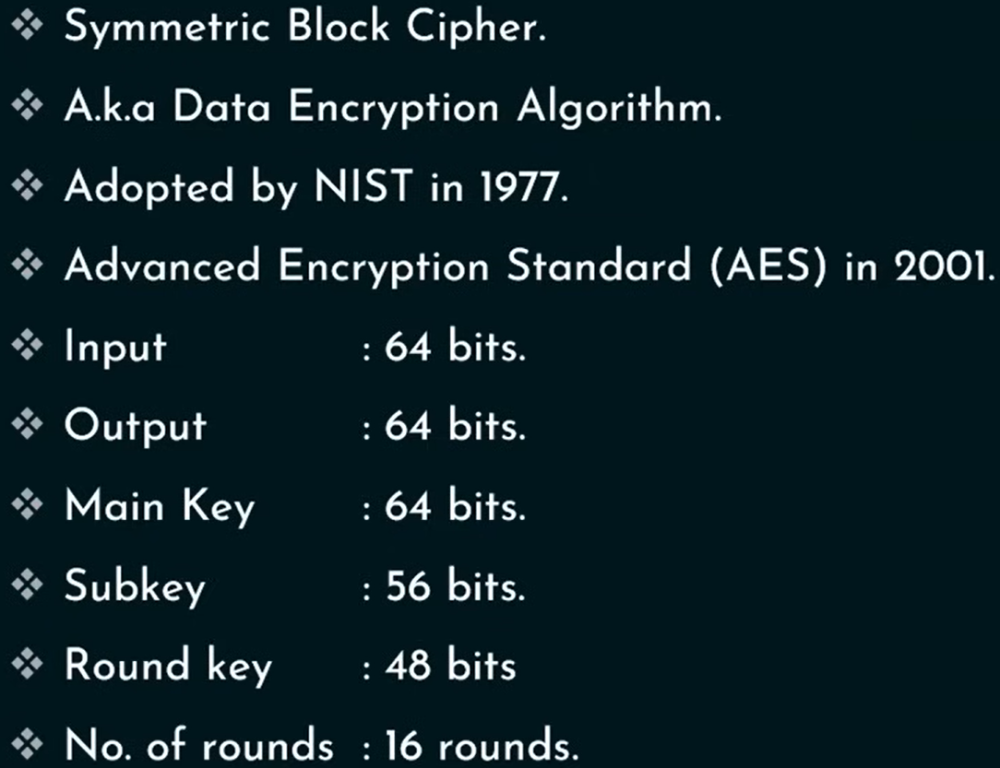 ❖ Symmetric Block Cipher.
❖ A.k.a Data Encryption Algorithm.
❖ Adopted by NIST in 1977.
❖ Advanced Encryption Standard (AES) in 2001.
❖ Input : 64 bits.
❖ Output : 64 bits.
❖ Main Key : 64 bits.
❖ Subkey : 56 bits.
❖ Round key : 48 bits
❖ No. of rounds : 16 rounds.